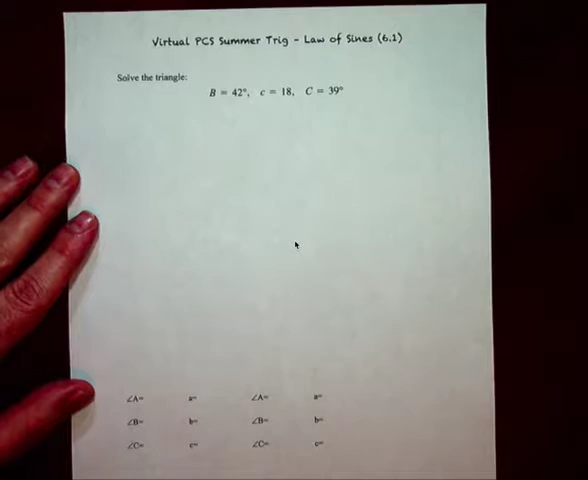 Virtual PCS Summer Trig - Law of Sines (6.1)
Solve the triangle:
B = 42°, c = 18, C = 39°
∠A= a= ∠A= a=
∠B= b= ∠B= b=
∠C= c= ∠C= c=